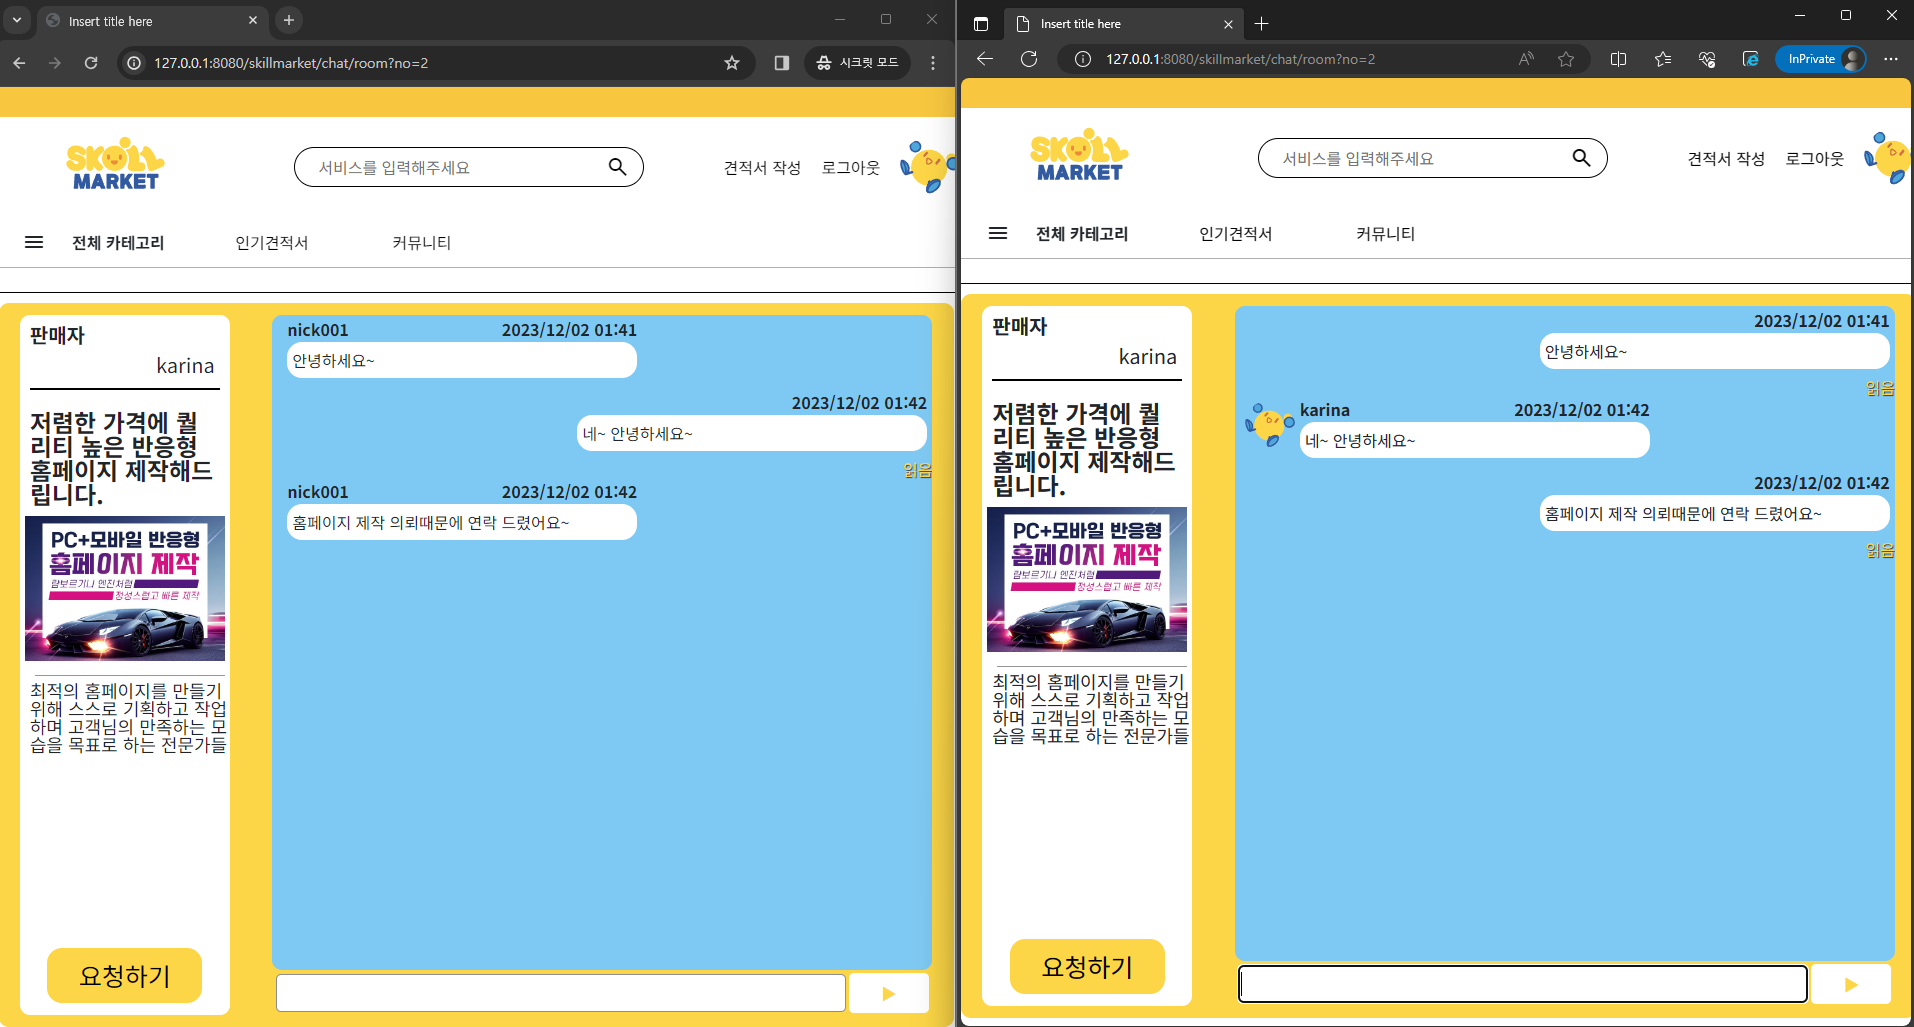 Insert title here
127.0.0.1:8080/skillmarket/chat/room?no=2
시크릿 모드
SKILL
MARKET
서비스를 입력해주세요
견적서 작성
로그아웃
전체 카테고리
인기견적서
커뮤니티
판매자
karina
저렴한 가격에 퀄
리티 높은 반응형
홈페이지 제작해드
립니다.
PC+모바일 반응형
홈페이지 제작
람보르기니 엔진처럼
정성스럽고 빠른 제작
최적의 홈페이지를 만들기
위해 스스로 기획하고 작업
하며 고객님의 만족하는 모
습을 목표로 하는 전문가들
요청하기
nick001 2023/12/02 01:41
안녕하세요~
2023/12/02 01:42
네~ 안녕하세요~
읽음
nick001 2023/12/02 01:42
홈페이지 제작 의뢰때문에 연락 드렸어요~
Insert title here
127.0.0.1:8080/skillmarket/chat/room?no=2
InPrivate
SKILL
MARKET
서비스를 입력해주세요
견적서 작성
로그아웃
전체 카테고리
인기견적서
커뮤니티
판매자
karina
저렴한 가격에 퀄
리티 높은 반응형
홈페이지 제작해드
립니다.
PC+모바일 반응형
홈페이지 제작
람보르기니 엔진처럼
정성스럽고 빠른 제작
최적의 홈페이지를 만들기
위해 스스로 기획하고 작업
하며 고객님의 만족하는 모
습을 목표로 하는 전문가들
요청하기
2023/12/02 01:41
안녕하세요~
읽음
karina 2023/12/02 01:42
네~ 안녕하세요~
2023/12/02 01:42
홈페이지 제작 의뢰때문에 연락 드렸어요~
읽음